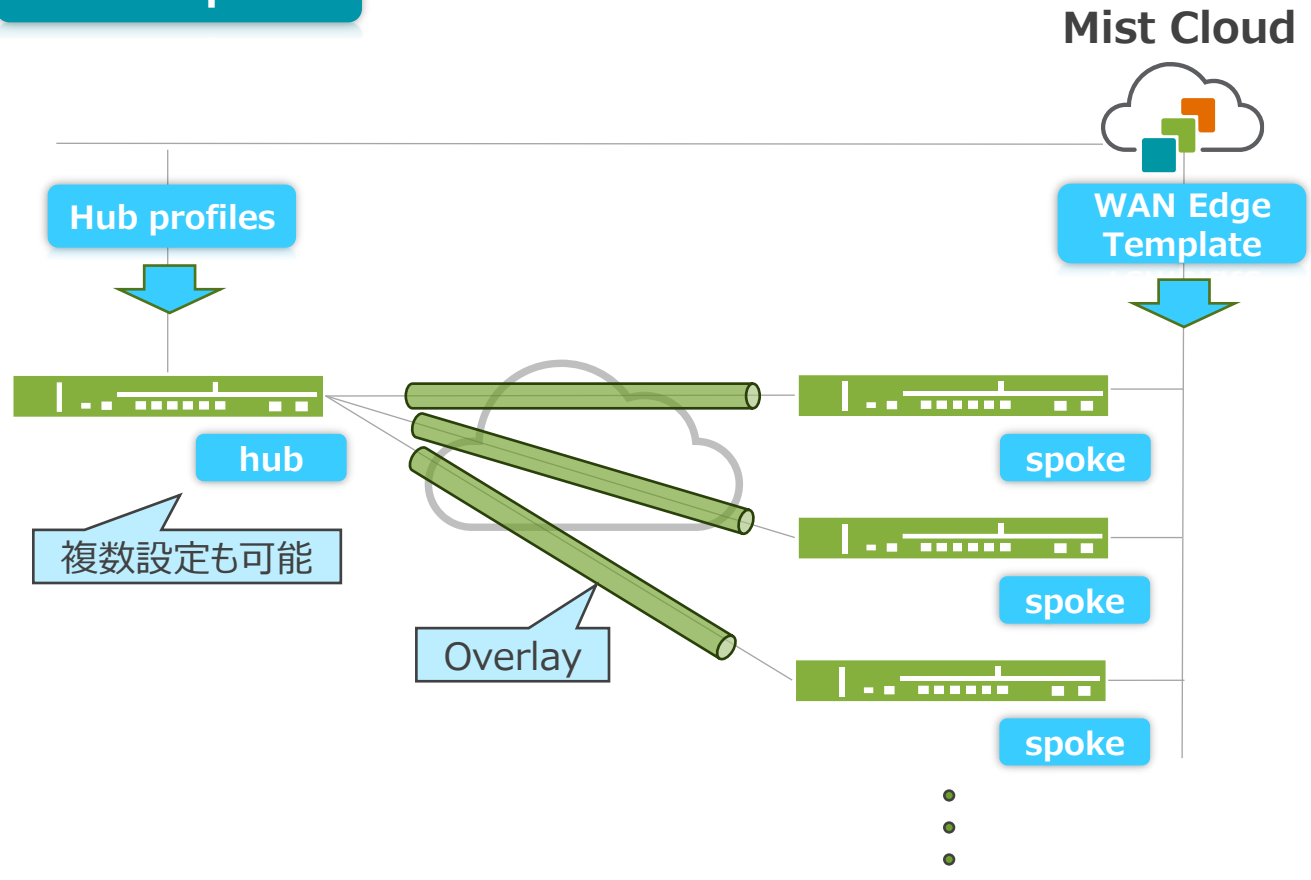 Mist Cloud
Hub profiles
WAN Edge
Template
hub
spoke
複数設定も可能
spoke
Overlay
spoke